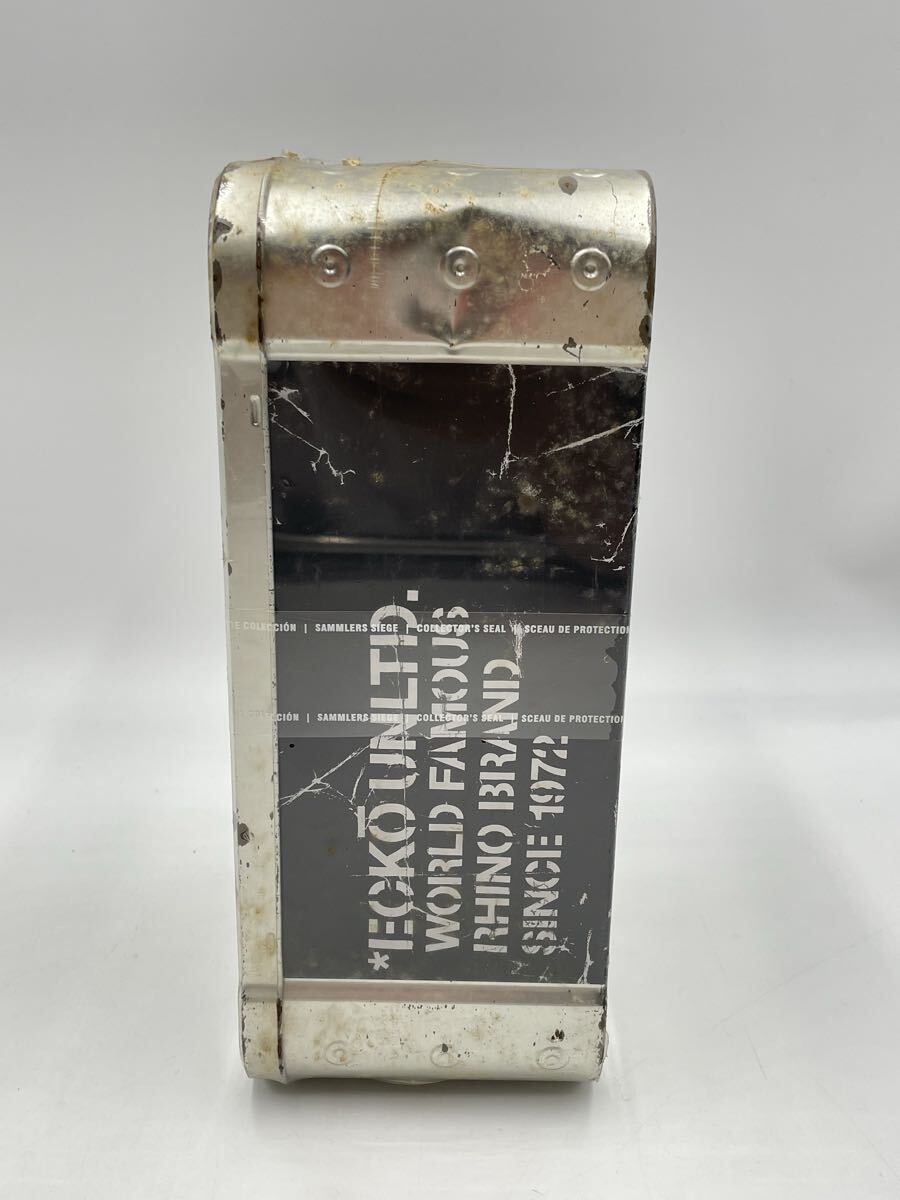 *ECKŌ UNLTD.
WORLD FAMOUS
RHINO BRAND
SINCE 1972
COLECCIÓN | SAMMLERS SIEGE | COLLECTOR'S SEAL | SCEAU DE PROTECTION
COLECCIÓN | SAMMLERS SIEGE | COLLECTOR'S SEAL | SCEAU DE PROTECTION